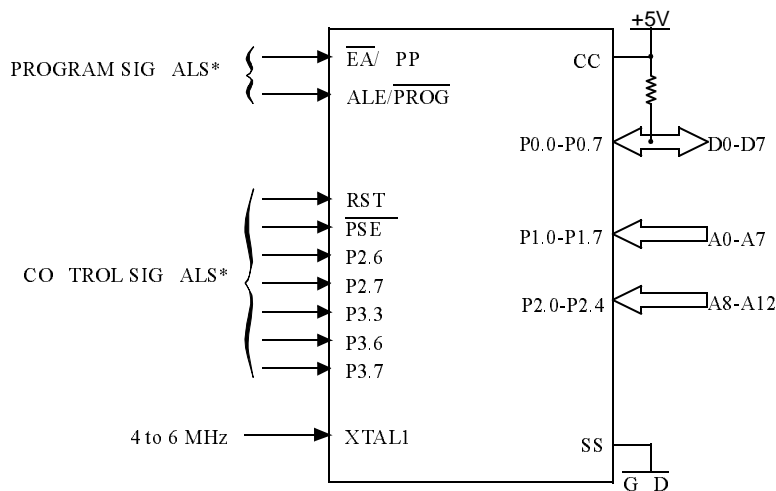 +5V
PROGRAM SIG ALS*
EA/ PP
CC
ALE/PROG
P0.0-P0.7
D0-D7
RST
PSE
P1.0-P1.7
A0-A7
P2.6
CO TROL SIG ALS*
P2.7
P2.0-P2.4
A8-A12
P3.3
P3.6
P3.7
4 to 6 MHz
XTAL1
SS
G D